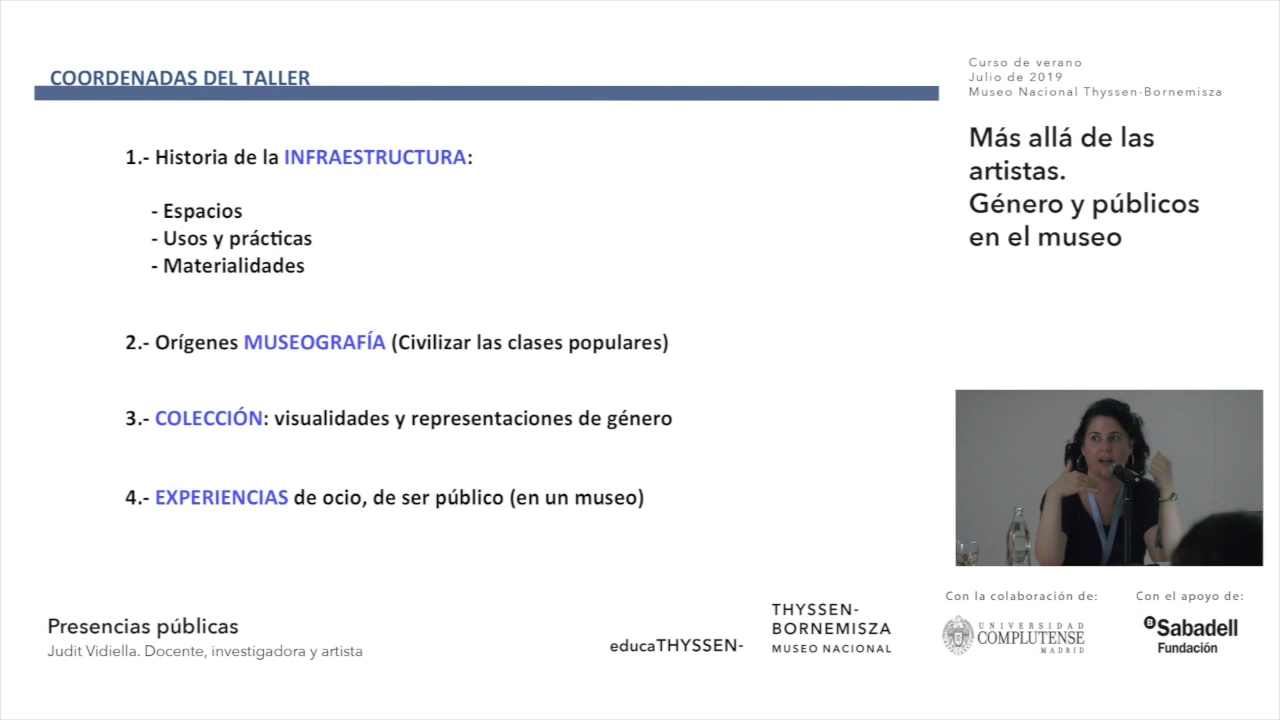 COORDENADAS DEL TALLER
1.- Historia de la INFRAESTRUCTURA:
- Espacios
- Usos y prácticas
- Materialidades
2.- Orígenes MUSEOGRAFÍA (Civilizar las clases populares)
3.- COLECCIÓN: visualidades y representaciones de género
4.- EXPERIENCIAS de ocio, de ser público (en un museo)
Curso de verano
Julio de 2019
Museo Nacional Thyssen-Bornemisza
Más allá de las
artistas.
Género y públicos
en el museo
Presencias públicas
Judit Vidiella. Docente, investigadora y artista
educaTHYSSEN-
THYSSEN-
BORNEMISZA
MUSEO NACIONAL
Con la colaboración de:
UNIVERSIDAD
COMPLUTENSE
MADRID
Con el apoyo de:
B Sabadell
Fundación